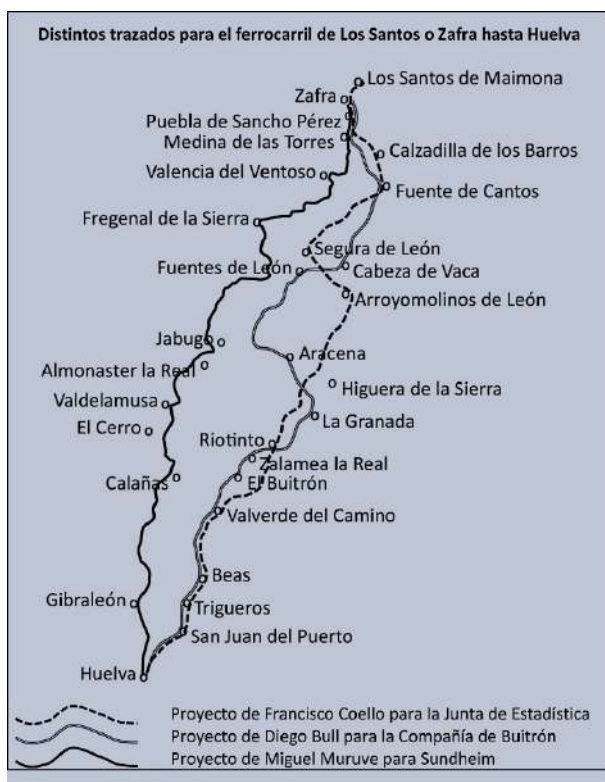 Distintos trazados para el ferrocarril de Los Santos o Zafra hasta Huelva
Los Santos de Maimona
Zafra
Puebla de Sancho Pérez
Medina de las Torres
Calzadilla de los Barros
Valencia del Ventoso
Fuente de Cantos
Fregenal de la Sierra
Segura de León
Fuentes de León
Cabeza de Vaca
Arroyomolinos de León
Jabugo
Aracena
Almonaster la Real
Higuera de la Sierra
Valdelamusa
La Granada
El Cerro
Riotinto
Zalamea la Real
Calañas
El Buitrón
Valverde del Camino
Beas
Gibraleón
Trigueros
San Juan del Puerto
Huelva
Proyecto de Francisco Coello para la Junta de Estadística
Proyecto de Diego Bull para la Compañía de Buitrón
Proyecto de Miguel Muruve para Sundheim